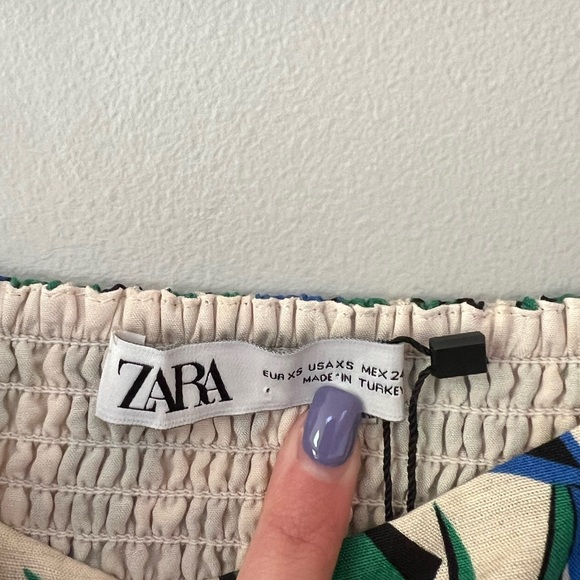 ZARA
EUR XS USA XS MEX 24
MADE IN TURKEY